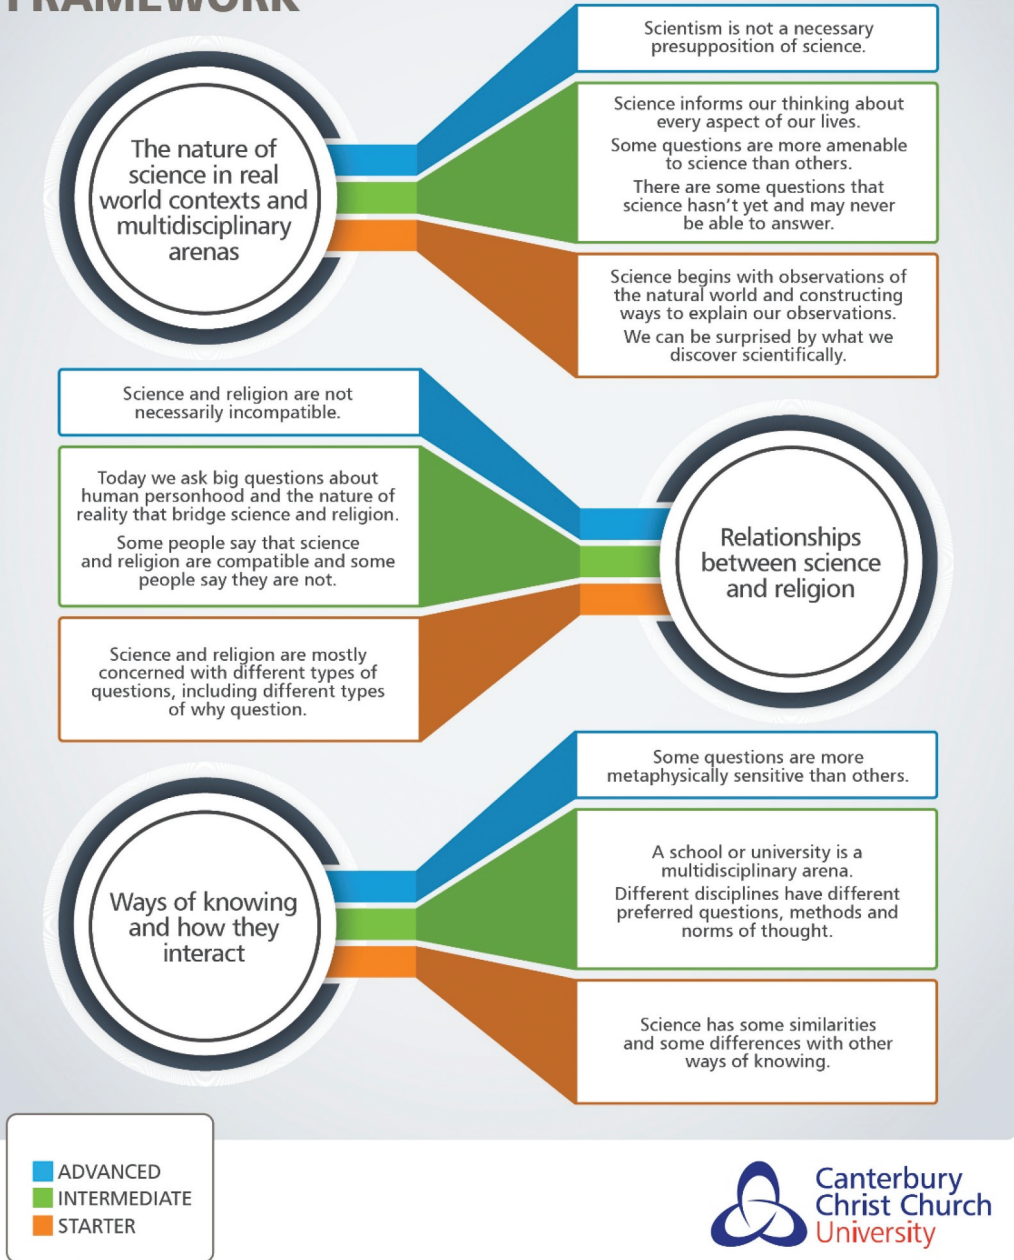 FRAMEWORK
The nature of
science in real
world contexts and
multidisciplinary
arenas
Scientism is not a necessary
presupposition of science.
Science informs our thinking about
every aspect of our lives.
Some questions are more amenable
to science than others.
There are some questions that
science hasn't yet and may never
be able to answer.
Science begins with observations of
the natural world and constructing
ways to explain our observations.
We can be surprised by what we
discover scientifically.
Science and religion are not
necessarily incompatible.
Today we ask big questions about
human personhood and the nature of
reality that bridge science and religion.
Some people say that science
and religion are compatible and some
people say they are not.
Science and religion are mostly
concerned with different types of
questions, including different types
of why question.
Relationships
between science
and religion
Ways of knowing
and how they
interact
Some questions are more
metaphysically sensitive than others.
A school or university is a
multidisciplinary arena.
Different disciplines have different
preferred questions, methods and
norms of thought.
Science has some similarities
and some differences with other
ways of knowing.
ADVANCED
INTERMEDIATE
STARTER
Canterbury
Christ Church
University